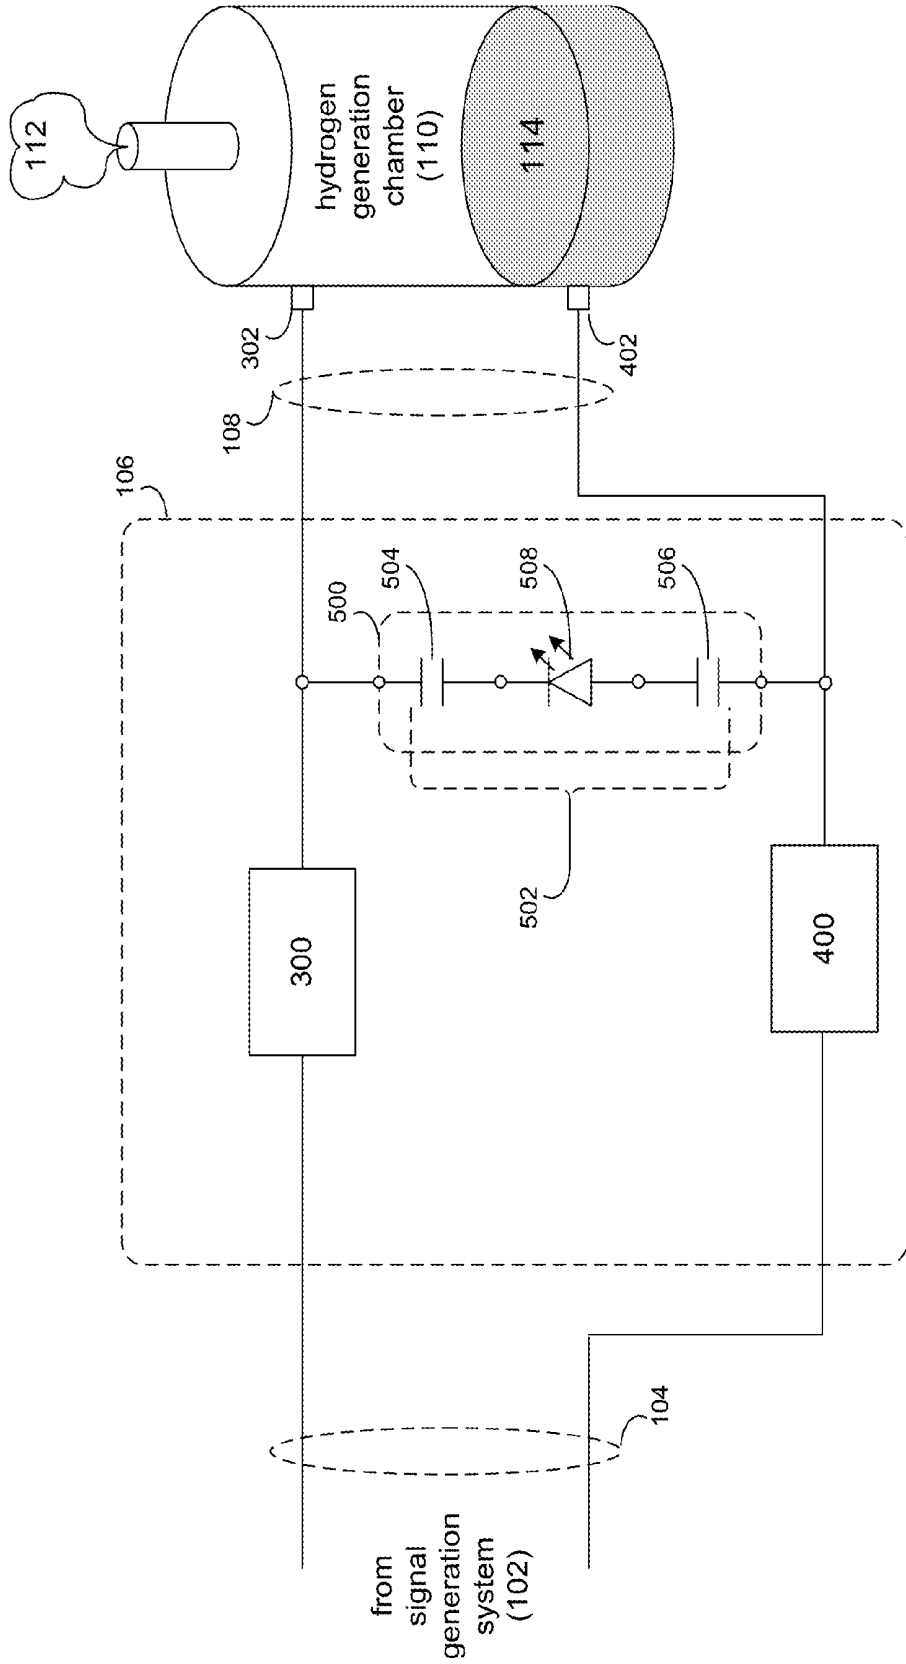 112
hydrogen
generation
chamber
(110)
114
302
402
108
106
500
504
508
506
502
300
400
104
from
signal
generation
system
(102)